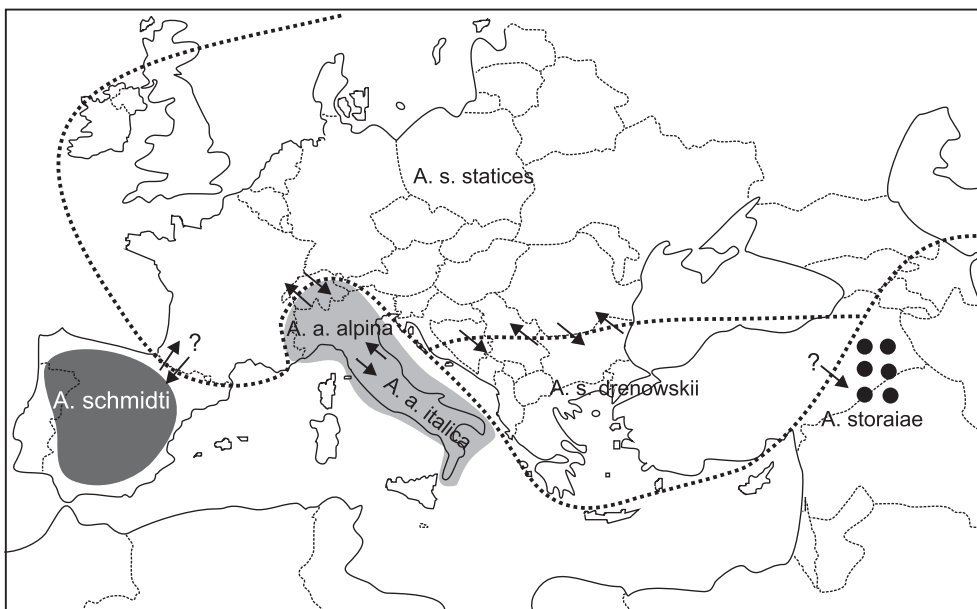 A. s. statices
A. a. alpina
?
A. schmidti
A. a. italica
A. s. drenowskii
?
A. storaiae